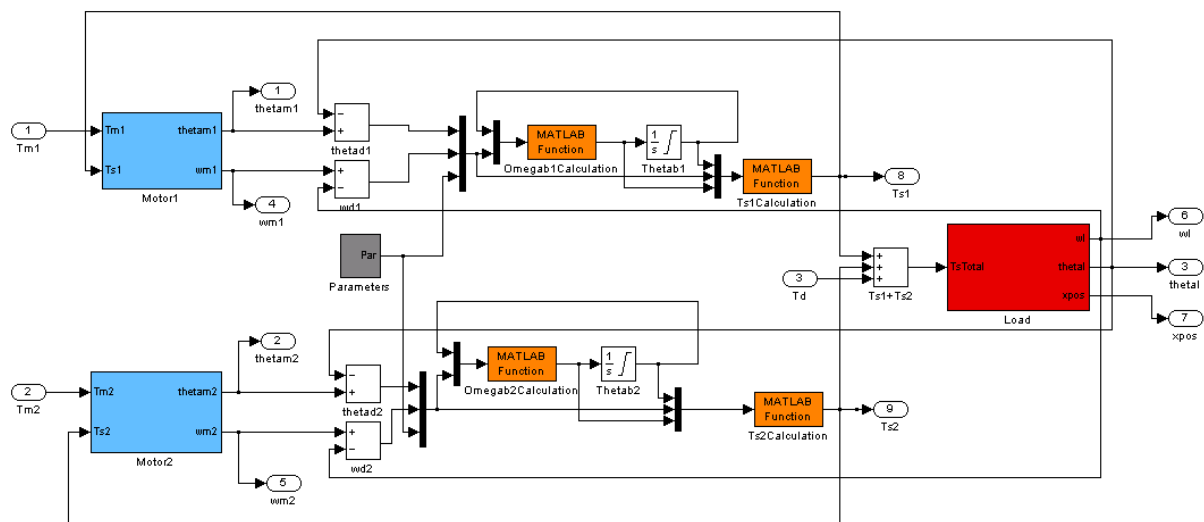 1
thetam1
1
Tm1
Tm1
thetam1
Ts1
wm1
Motor1
4
wm1
−
+
thetad1
+
−
wd1
MATLAB
Function
Omegab1Calculation
1
s
Thetab1
MATLAB
Function
Ts1Calculation
8
Ts1
Par
Parameters
3
Td
+
+
+
Ts1+Ts2
TsTotal
wl
thetal
xpos
Load
6
wl
3
thetal
7
xpos
2
thetam2
2
Tm2
Tm2
thetam2
Ts2
wm2
Motor2
5
wm2
−
+
thetad2
+
−
wd2
MATLAB
Function
Omegab2Calculation
1
s
Thetab2
MATLAB
Function
Ts2Calculation
9
Ts2